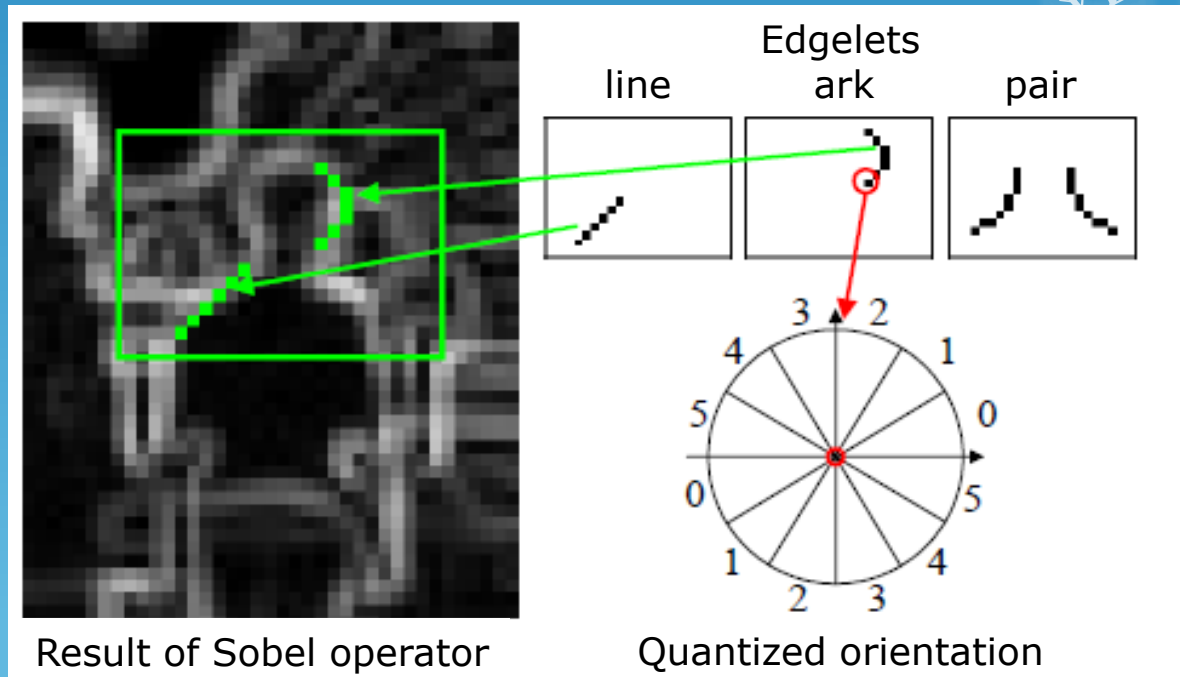 Edgelets
line ark pair
3 2
4 1
5 0
0 5
1 4
2 3
Result of Sobel operator
Quantized orientation